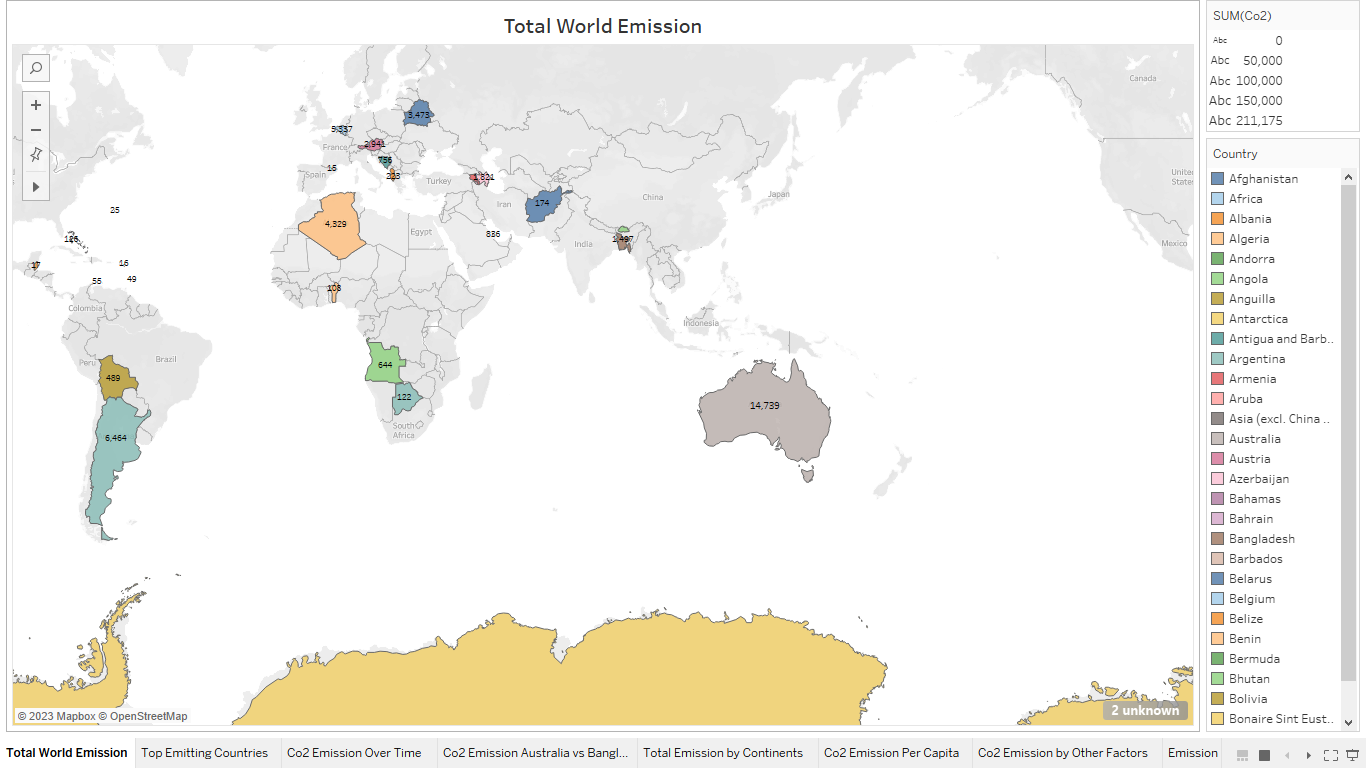 Total World Emission
Canada
United
States
Mexico
3,473
5,337
France
2,941
756
Spain
16
223
Turkey
1,821
Iran
China
Japan
174
25
4,329
Egypt
836
India
1,497
126
17
16
55
49
108
Colombia
Indonesia
Peru
Brazil
489
644
122
South
Africa
6,464
14,739
© 2023 Mapbox © OpenStreetMap
2 unknown
SUM(Co2)
Abc 0
Abc 50,000
Abc 100,000
Abc 150,000
Abc 211,175
Country
Afghanistan
Africa
Albania
Algeria
Andorra
Angola
Anguilla
Antarctica
Antigua and Barb..
Argentina
Armenia
Aruba
Asia (excl. China ..
Australia
Austria
Azerbaijan
Bahamas
Bahrain
Bangladesh
Barbados
Belarus
Belgium
Belize
Benin
Bermuda
Bhutan
Bolivia
Bonaire Sint Eust..
Total World Emission
Top Emitting Countries
Co2 Emission Over Time
Co2 Emission Australia vs Bangl...
Total Emission by Continents
Co2 Emission Per Capita
Co2 Emission by Other Factors
Emission